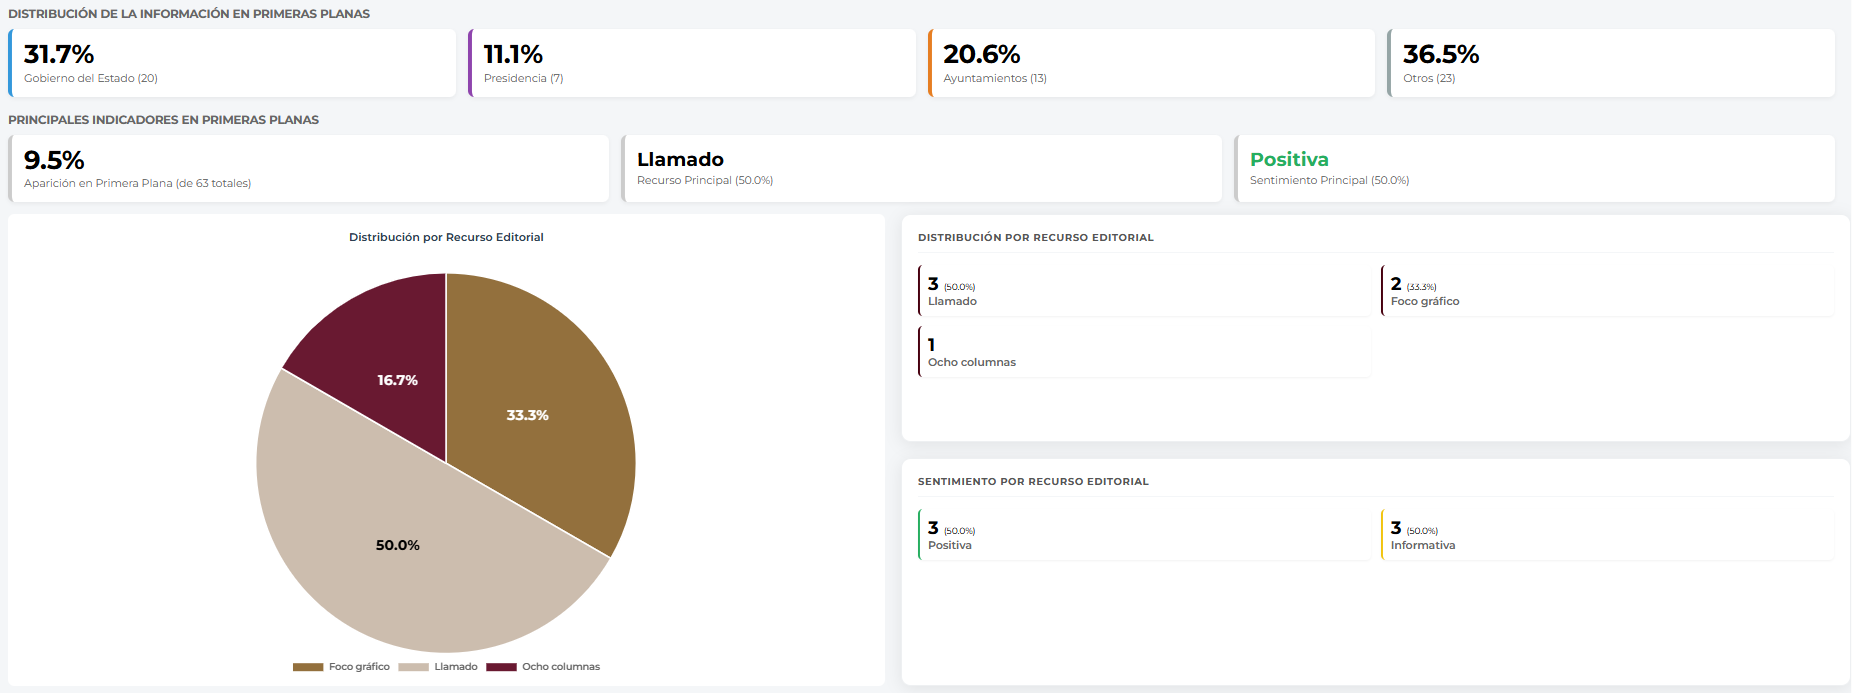 DISTRIBUCIÓN DE LA INFORMACIÓN EN PRIMERAS PLANAS
31.7%
Gobierno del Estado (20)
11.1%
Presidencia (7)
20.6%
Ayuntamientos (13)
36.5%
Otros (23)
PRINCIPALES INDICADORES EN PRIMERAS PLANAS
9.5%
Aparición en Primera Plana (de 63 totales)
Llamado
Recurso Principal (50.0%)
Positiva
Sentimiento Principal (50.0%)
Distribución por Recurso Editorial
16.7%
33.3%
50.0%
Foco gráfico
Llamado
Ocho columnas
DISTRIBUCIÓN POR RECURSO EDITORIAL
3 (50.0%)
Llamado
2 (33.3%)
Foco gráfico
1
Ocho columnas
SENTIMIENTO POR RECURSO EDITORIAL
3 (50.0%)
Positiva
3 (50.0%)
Informativa